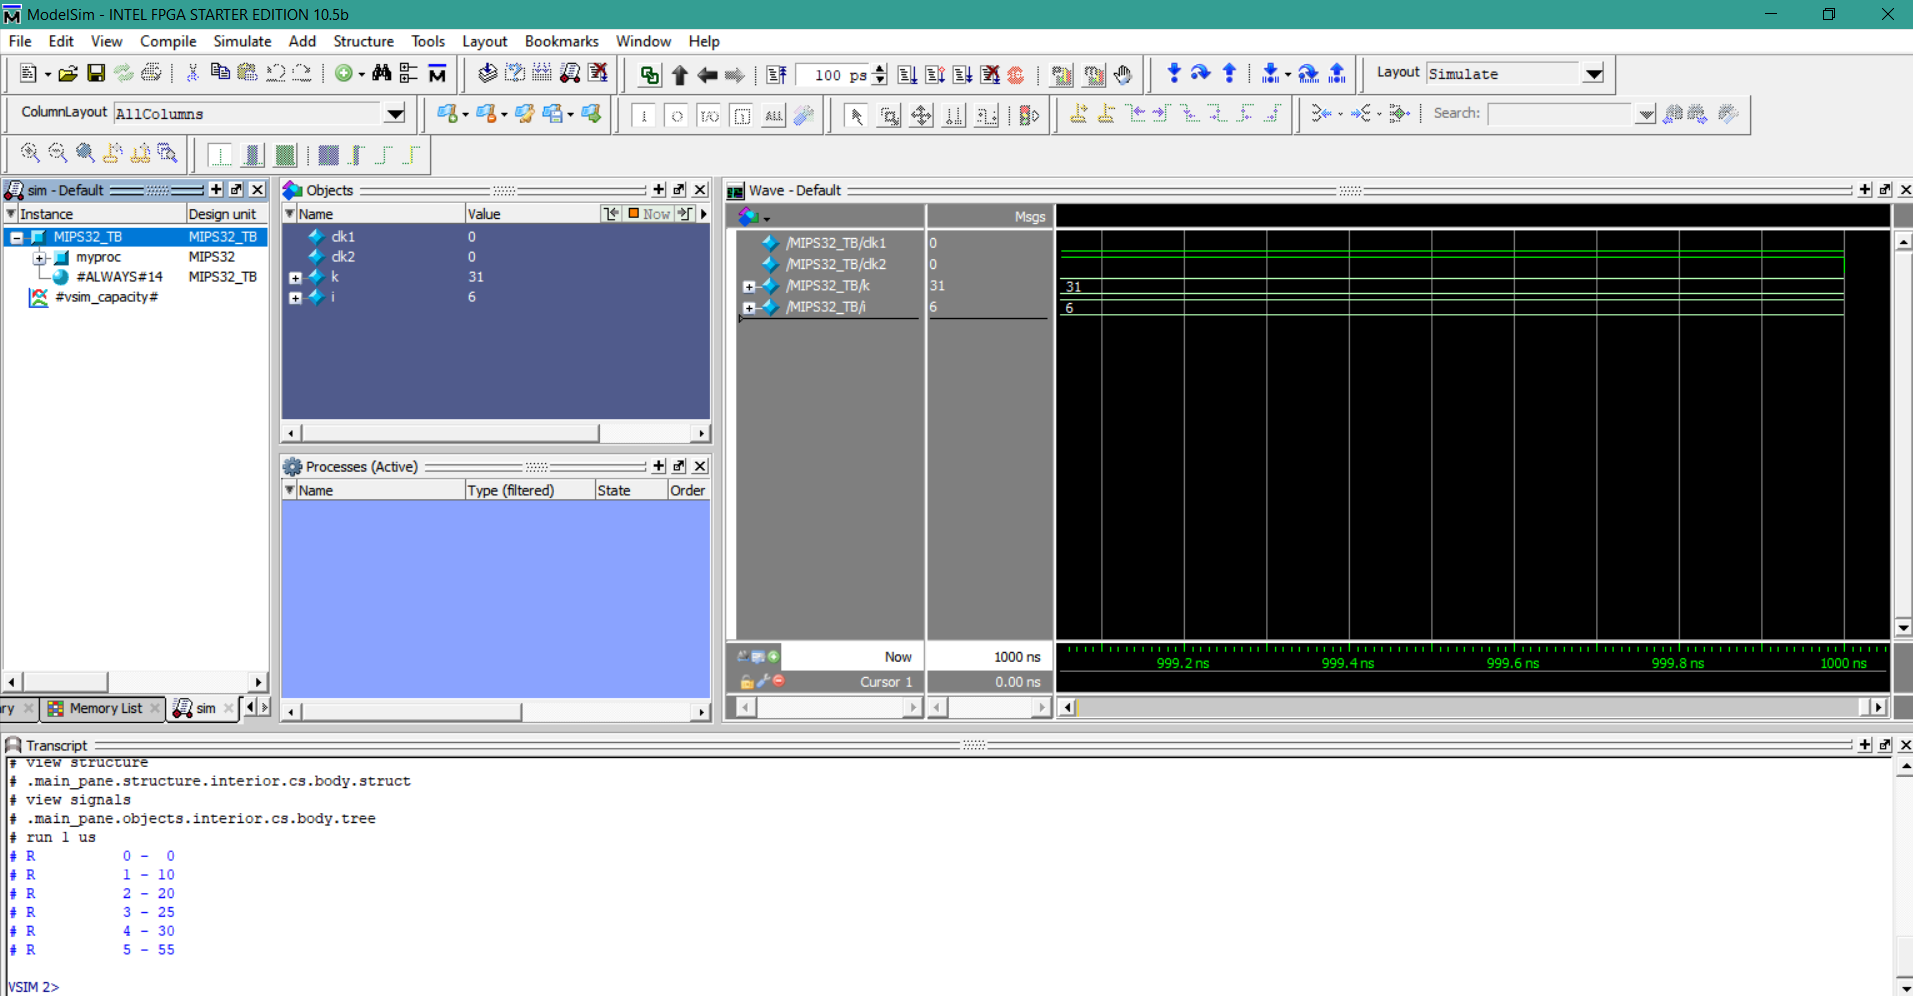 ModelSim - INTEL FPGA STARTER EDITION 10.5b
File Edit View Compile Simulate Add Structure Tools Layout Bookmarks Window Help
100 ps
Layout Simulate
ColumnLayout AllColumns
Search:
sim - Default
Instance Design unit
MIPS32_TB MIPS32_TB
myproc MIPS32
#ALWAYS#14 MIPS32_TB
#vsim_capacity#
ry Memory List sim
Objects
Name Value Now
clk1 0
clk2 0
k 31
i 6
Processes (Active)
Name Type (filtered) State Order
Wave - Default
Msgs
/MIPS32_TB/clk1 0
/MIPS32_TB/clk2 0
/MIPS32_TB/k 31 31
/MIPS32_TB/i 6 6
Now 1000 ns
Cursor 1 0.00 ns
999.2 ns 999.4 ns 999.6 ns 999.8 ns 1000 ns
Transcript
# view structure
# .main_pane.structure.interior.cs.body.struct
# view signals
# .main_pane.objects.interior.cs.body.tree
# run 1 us
# R 0 - 0
# R 1 - 10
# R 2 - 20
# R 3 - 25
# R 4 - 30
# R 5 - 55
VSIM 2>